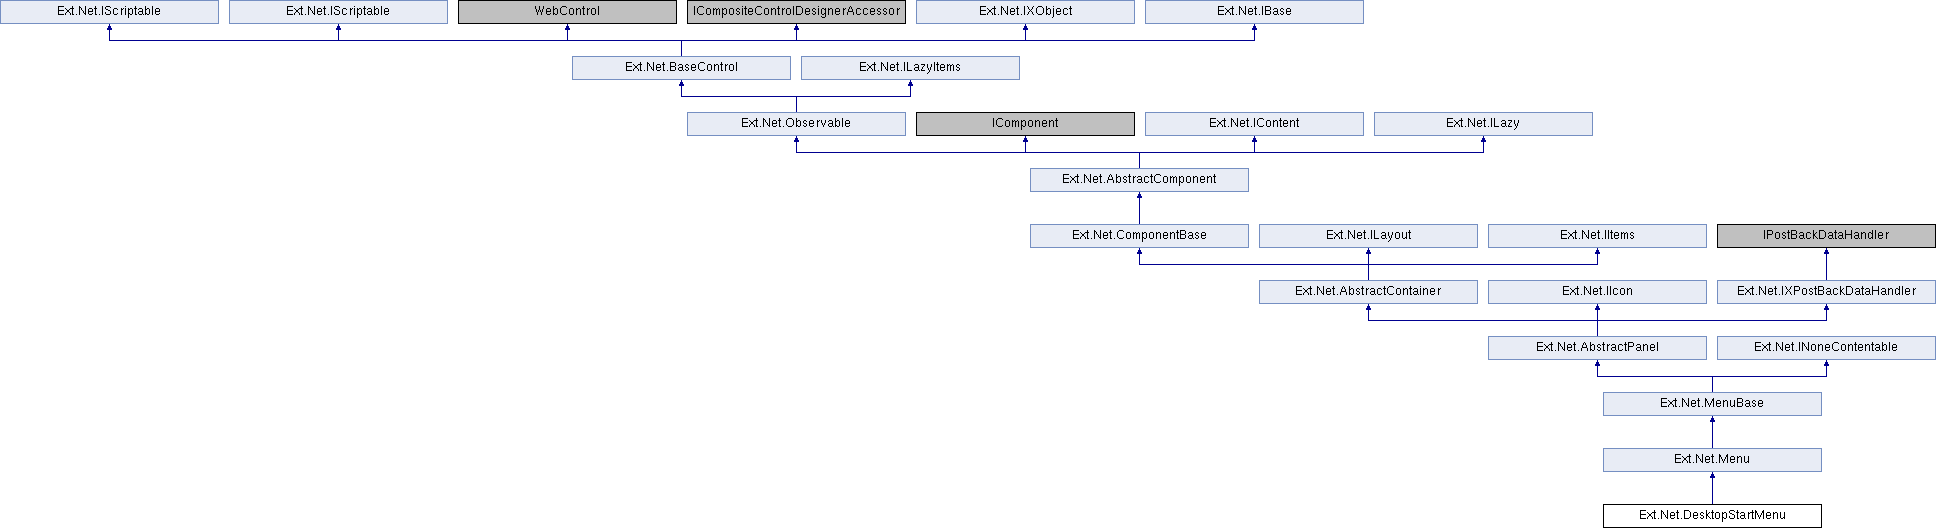 Ext.Net.IScriptable
Ext.Net.IScriptable
WebControl
ICompositeControlDesignerAccessor
Ext.Net.IXObject
Ext.Net.IBase
Ext.Net.BaseControl
Ext.Net.ILazyItems
Ext.Net.Observable
IComponent
Ext.Net.IContent
Ext.Net.ILazy
Ext.Net.AbstractComponent
Ext.Net.ComponentBase
Ext.Net.ILayout
Ext.Net.IItems
IPostBackDataHandler
Ext.Net.AbstractContainer
Ext.Net.IIcon
Ext.Net.IXPostBackDataHandler
Ext.Net.AbstractPanel
Ext.Net.INoneContentable
Ext.Net.MenuBase
Ext.Net.Menu
Ext.Net.DesktopStartMenu